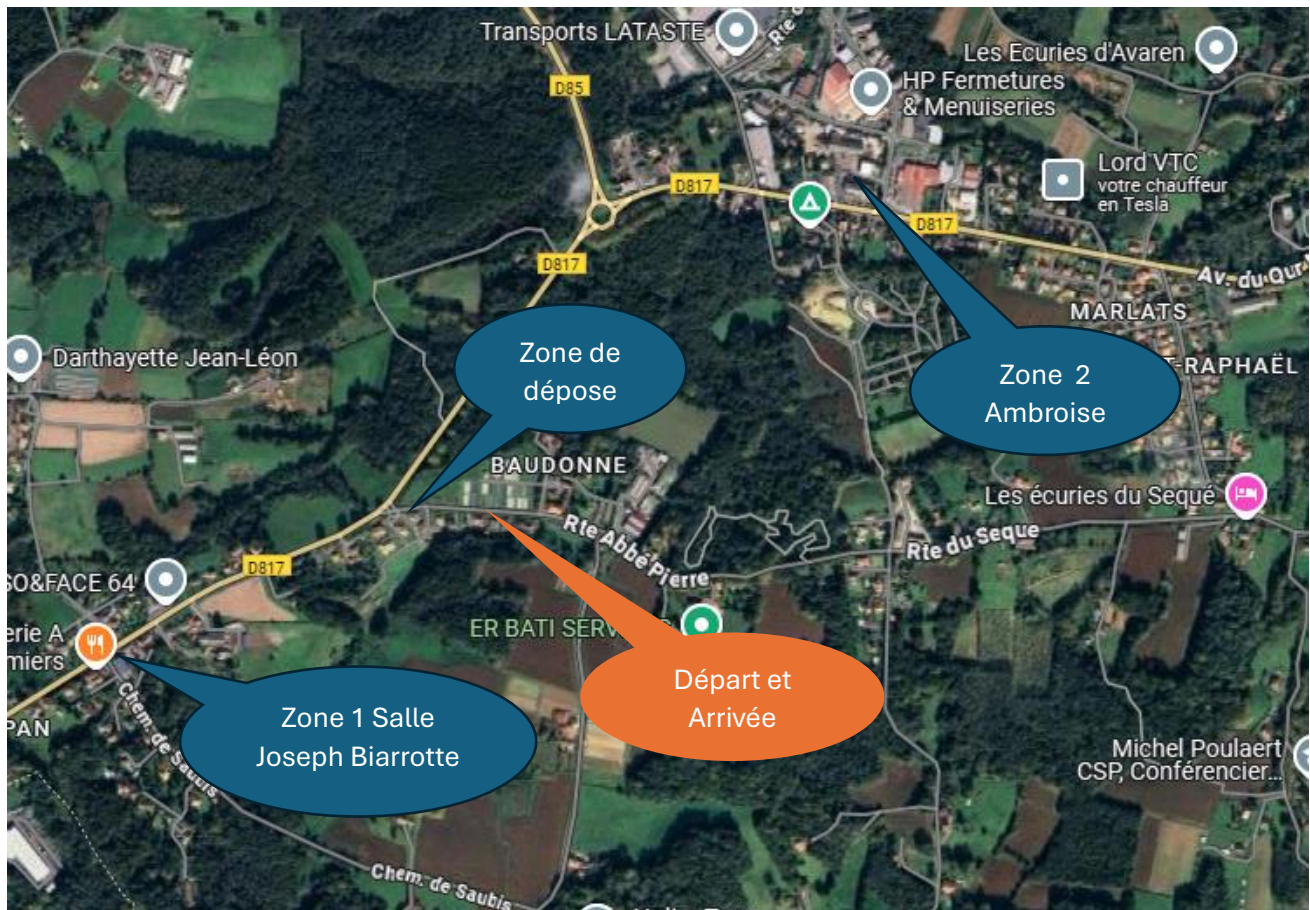 Transports LATASTE
Rte
Les Ecuries d'Avaren
HP Fermetures
& Menuiseries
D85
Lord VTC
votre chauffeur
en Tesla
D817
D817
D817
Av. du
MARLATS
T-RAPHAËL
Darthayette Jean-Léon
Zone de
dépose
Zone 2
Ambroise
BAUDONNE
Les écuries du Sequé
Rte Abbé Pierre
Rte du Seque
D817
SO&FACE 64
erie A
miers
ER BATI SERV
Départ et
Arrivée
PAN
Chem. de Saubis
Zone 1 Salle
Joseph Biarrotte
Michel Poulaert
CSP, Conférencier...
Chem. de Saubis